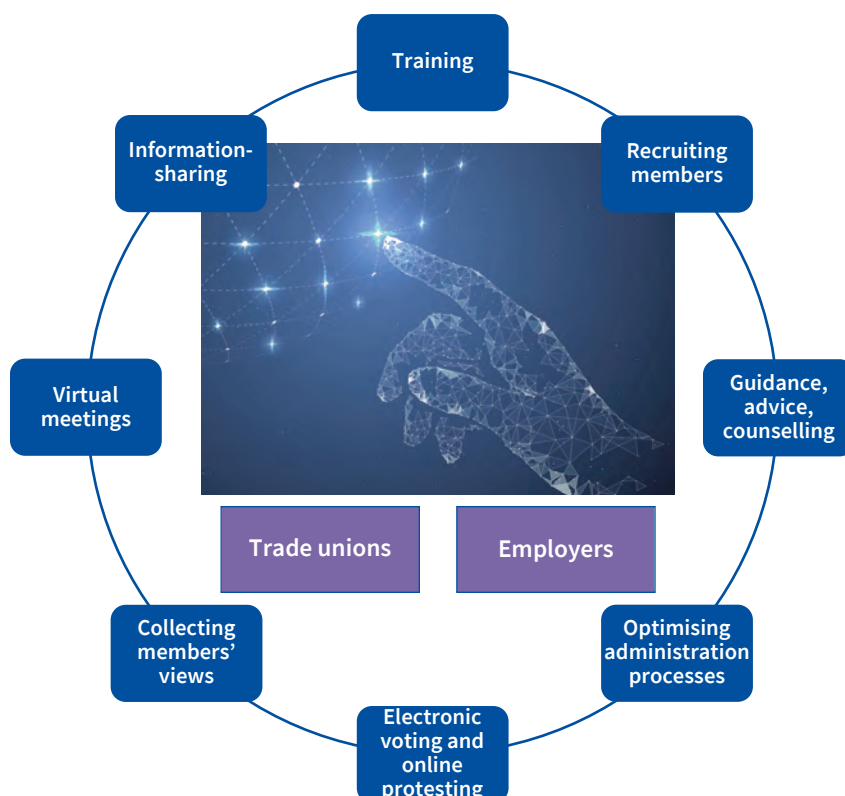 Training
Recruiting
members
Guidance,
advice,
counselling
Optimising
administration
processes
Electronic
voting and
online
protesting
Collecting
members’
views
Virtual
meetings
Information-
sharing
Trade unions
Employers